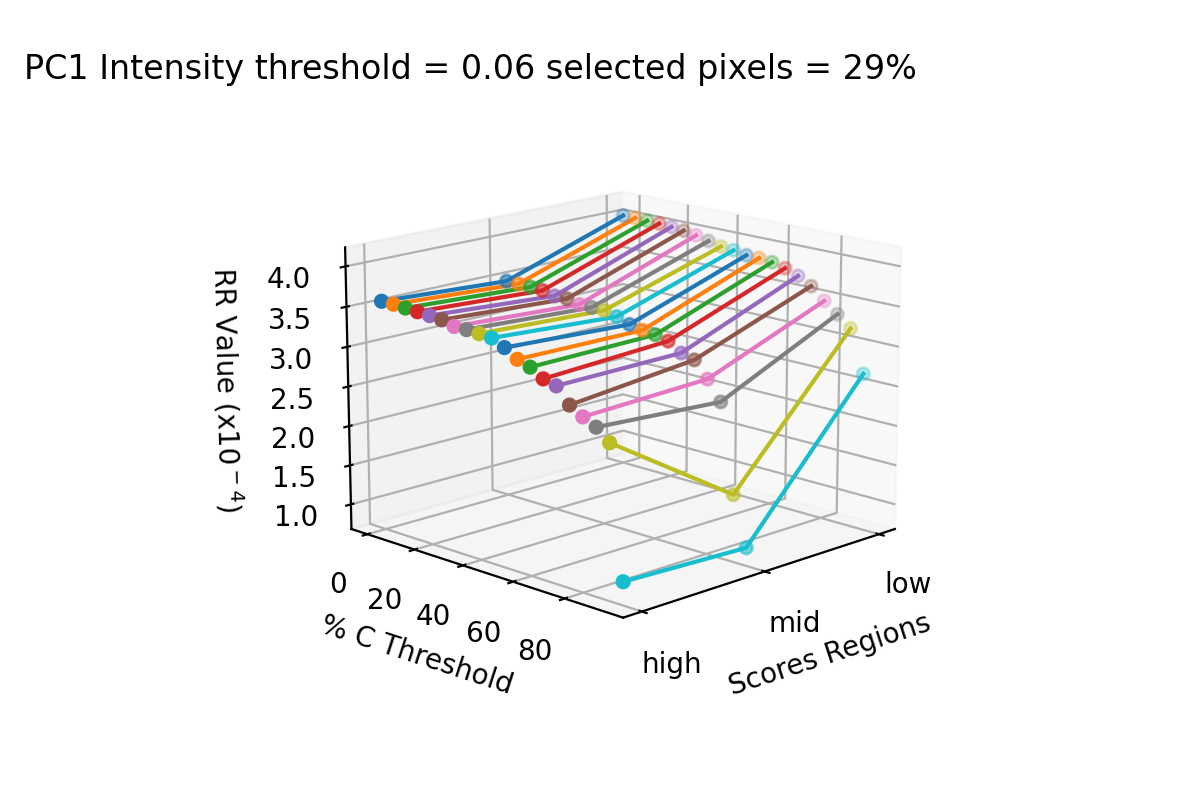 PC1 Intensity threshold = 0.06 selected pixels = 29%
4.0
3.5
3.0
2.5
2.0
1.5
1.0
RR Value (x10⁻⁴)
0
20
40
60
80
% C Threshold
high
mid
low
Scores Regions